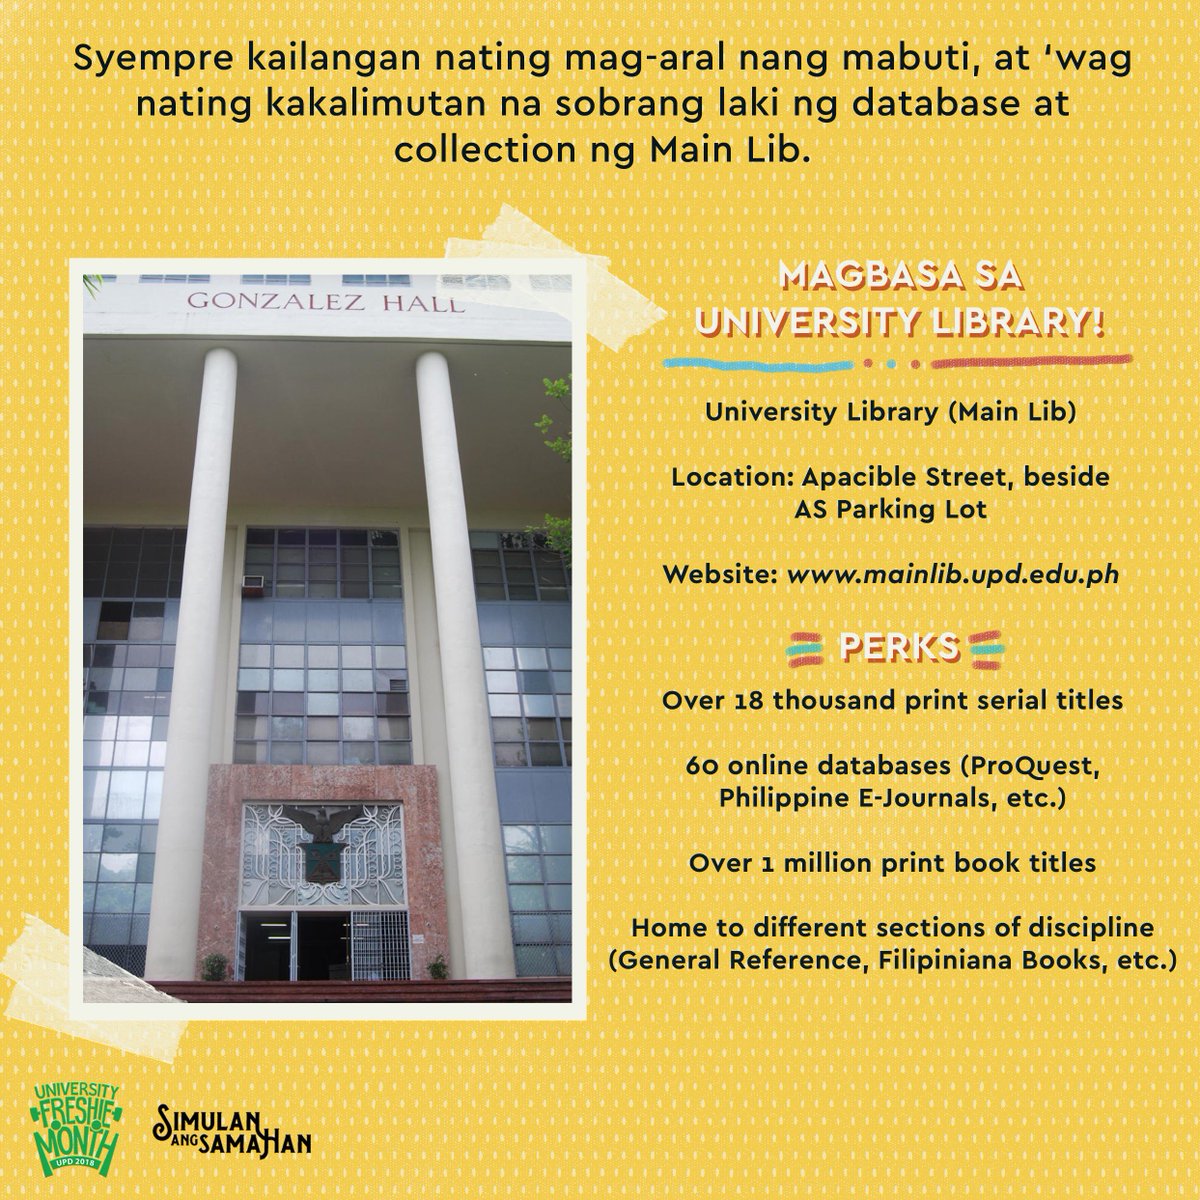 Syempre kailangan nating mag-aral nang mabuti, at ‘wag
nating kakalimutan na sobrang laki ng database at
collection ng Main Lib.
GONZALEZ HALL
MAGBASA SA
UNIVERSITY LIBRARY!
University Library (Main Lib)
Location: Apacible Street, beside
AS Parking Lot
Website: www.mainlib.upd.edu.ph
PERKS
Over 18 thousand print serial titles
60 online databases (ProQuest,
Philippine E-Journals, etc.)
Over 1 million print book titles
Home to different sections of discipline
(General Reference, Filipiniana Books, etc.)
UNIVERSITY
FRESHIE
MONTH
UPD 2018
SIMULAN
ANG SAMAHAN